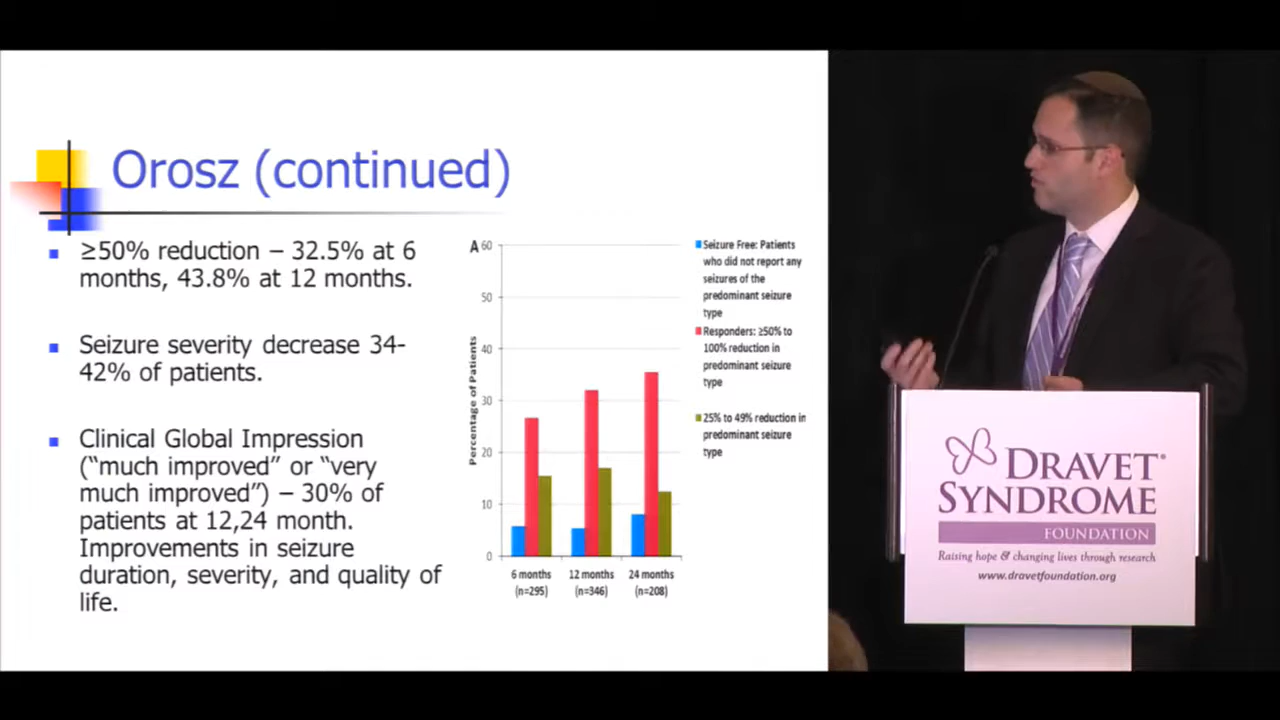 Orosz (continued)
≥50% reduction – 32.5% at 6
months, 43.8% at 12 months.
Seizure severity decrease 34-
42% of patients.
Clinical Global Impression
(“much improved” or “very
much improved”) – 30% of
patients at 12,24 month.
Improvements in seizure
duration, severity, and quality of
life.
A
Percentage of Patients
60
50
40
30
20
10
0
6 months
(n=295)
12 months
(n=346)
24 months
(n=208)
Seizure Free: Patients
who did not report any
seizures of the
predominant seizure
type
Responders: ≥50% to
100% reduction in
predominant seizure
type
25% to 49% reduction in
predominant seizure
type
DRAVET
SYNDROME
FOUNDATION
Raising hope & changing lives through research
www.dravetfoundation.org